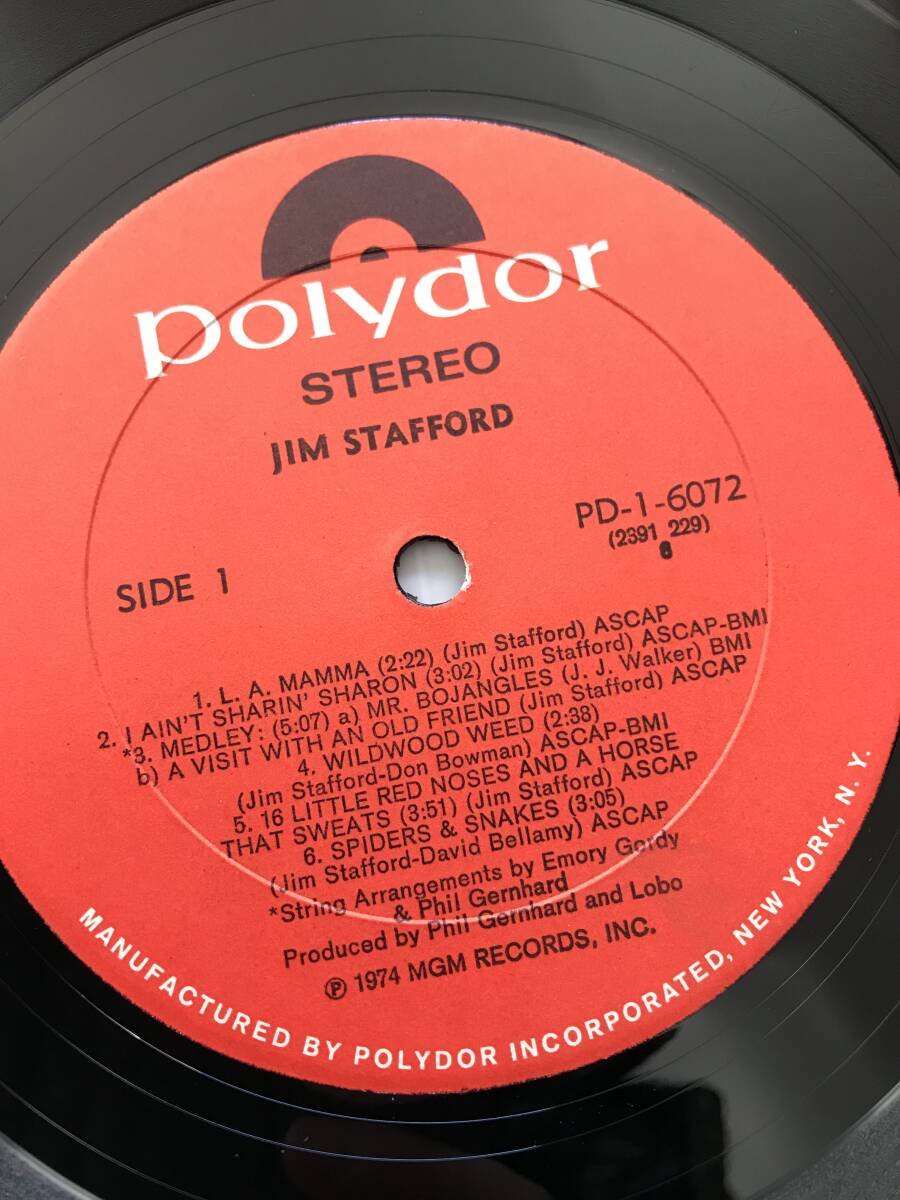 polydor
STEREO
JIM STAFFORD
PD-1-6072
(2391 229)
SIDE 1
1. L. A. MAMMA (2:22) (Jim Stafford) ASCAP
2. I AIN'T SHARIN' SHARON (3:02) (Jim Stafford) ASCAP-BMI
*3. MEDLEY: (5:07) a) MR. BOJANGLES (J. J. Walker) BMI
b) A VISIT WITH AN OLD FRIEND (Jim Stafford) ASCAP
4. WILDWOOD WEED (2:38)
(Jim Stafford-Don Bowman) ASCAP-BMI
5. 16 LITTLE RED NOSES AND A HORSE
THAT SWEATS (3:51) (Jim Stafford) ASCAP
6. SPIDERS & SNAKES (3:05)
(Jim Stafford-David Bellamy) ASCAP
*String Arrangements by Emory Gordy
& Phil Gernhard
Produced by Phil Gernhard and Lobo
℗ 1974 MGM RECORDS, INC.
MANUFACTURED BY POLYDOR INCORPORATED, NEW YORK, N. Y.